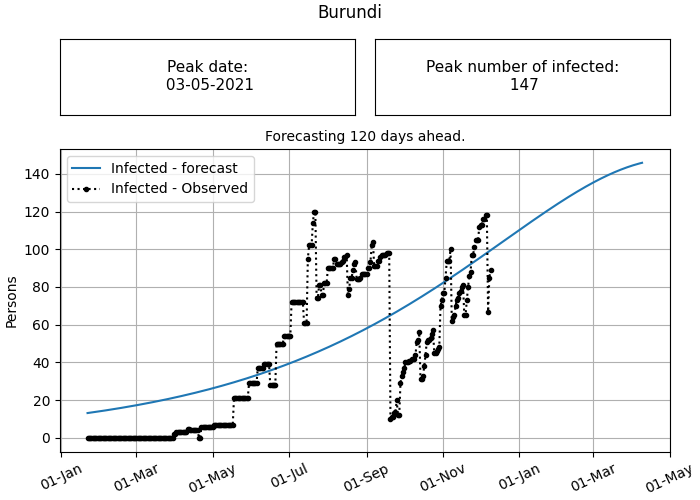 Burundi
Peak date:
03-05-2021
Peak number of infected:
147
Forecasting 120 days ahead.
Infected - forecast
Infected - Observed
Persons
140
120
100
80
60
40
20
0
01-Jan
01-Mar
01-May
01-Jul
01-Sep
01-Nov
01-Jan
01-Mar
01-May